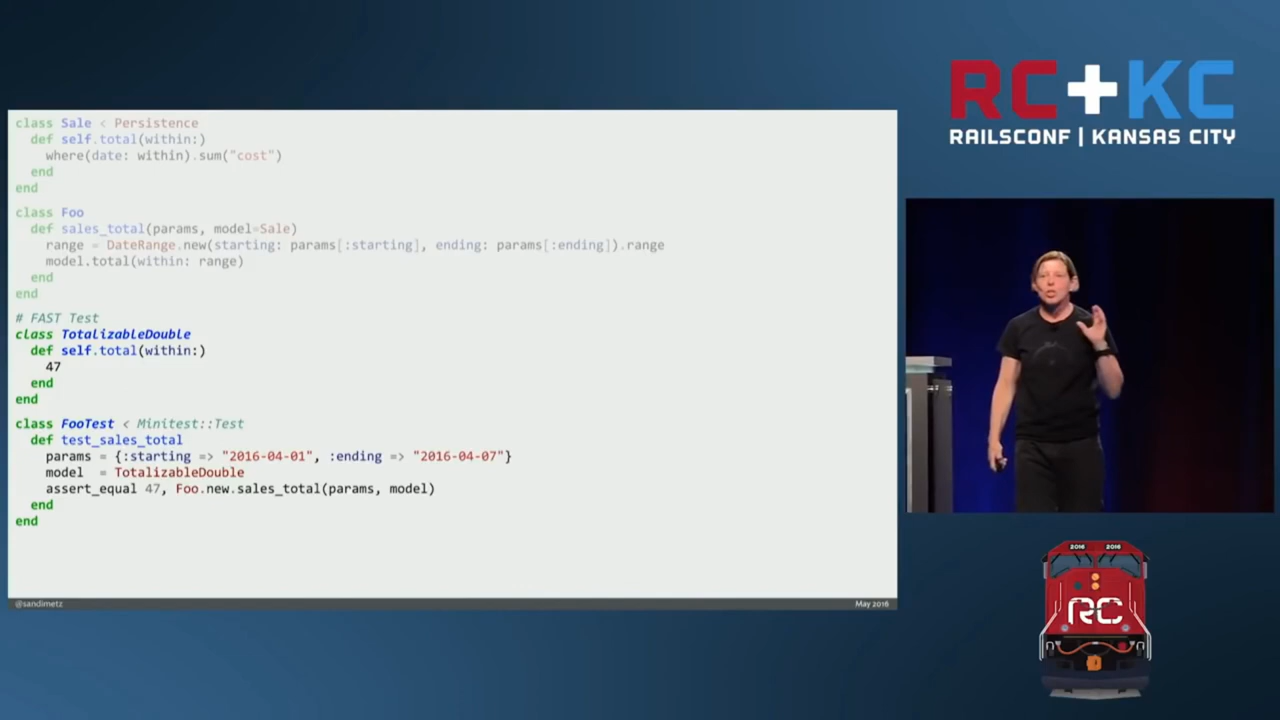 class Sale < Persistence
  def self.total(within:)
    where(date: within).sum("cost")
  end
end
class Foo
  def sales_total(params, model=Sale)
    range = DateRange.new(starting: params[:starting], ending: params[:ending]).range
    model.total(within: range)
  end
end
# FAST Test
class TotalizableDouble
  def self.total(within:)
    47
  end
end
class FooTest < Minitest::Test
  def test_sales_total
    params = {:starting => "2016-04-01", :ending => "2016-04-07"}
    model  = TotalizableDouble
    assert_equal 47, Foo.new.sales_total(params, model)
  end
end
@sandimetz
May 2016
RC+KC
RAILSCONF | KANSAS CITY
2016 2016
RC